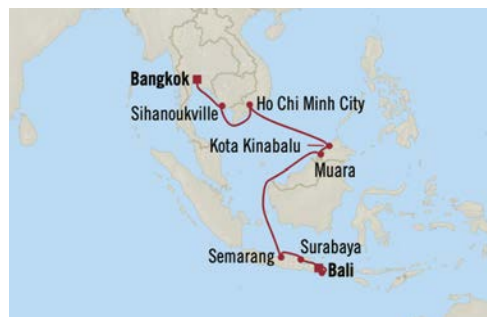 Bangkok
Sihanoukville
Ho Chi Minh City
Kota Kinabalu
Muara
Semarang
Surabaya
Bali